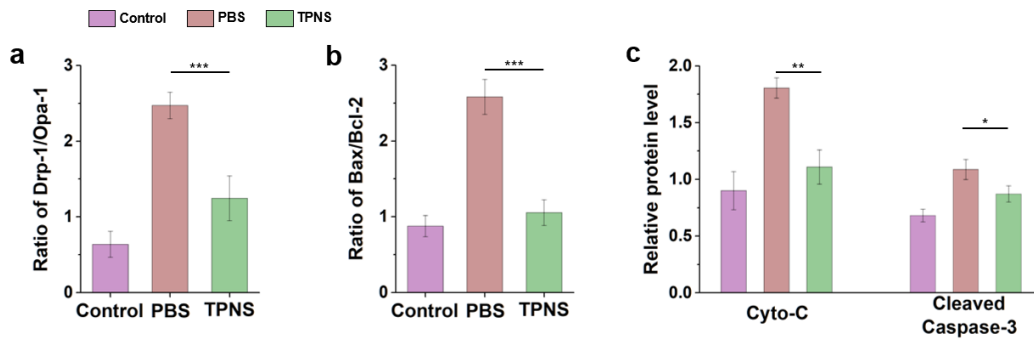 Control PBS TPNS
a
Ratio of Drp-1/Opa-1
3
2
1
0
***
Control PBS TPNS
b
Ratio of Bax/Bcl-2
3
2
1
0
***
Control PBS TPNS
c
Relative protein level
2.0
1.5
1.0
0.5
0.0
**
*
Cyto-C
Cleaved
Caspase-3